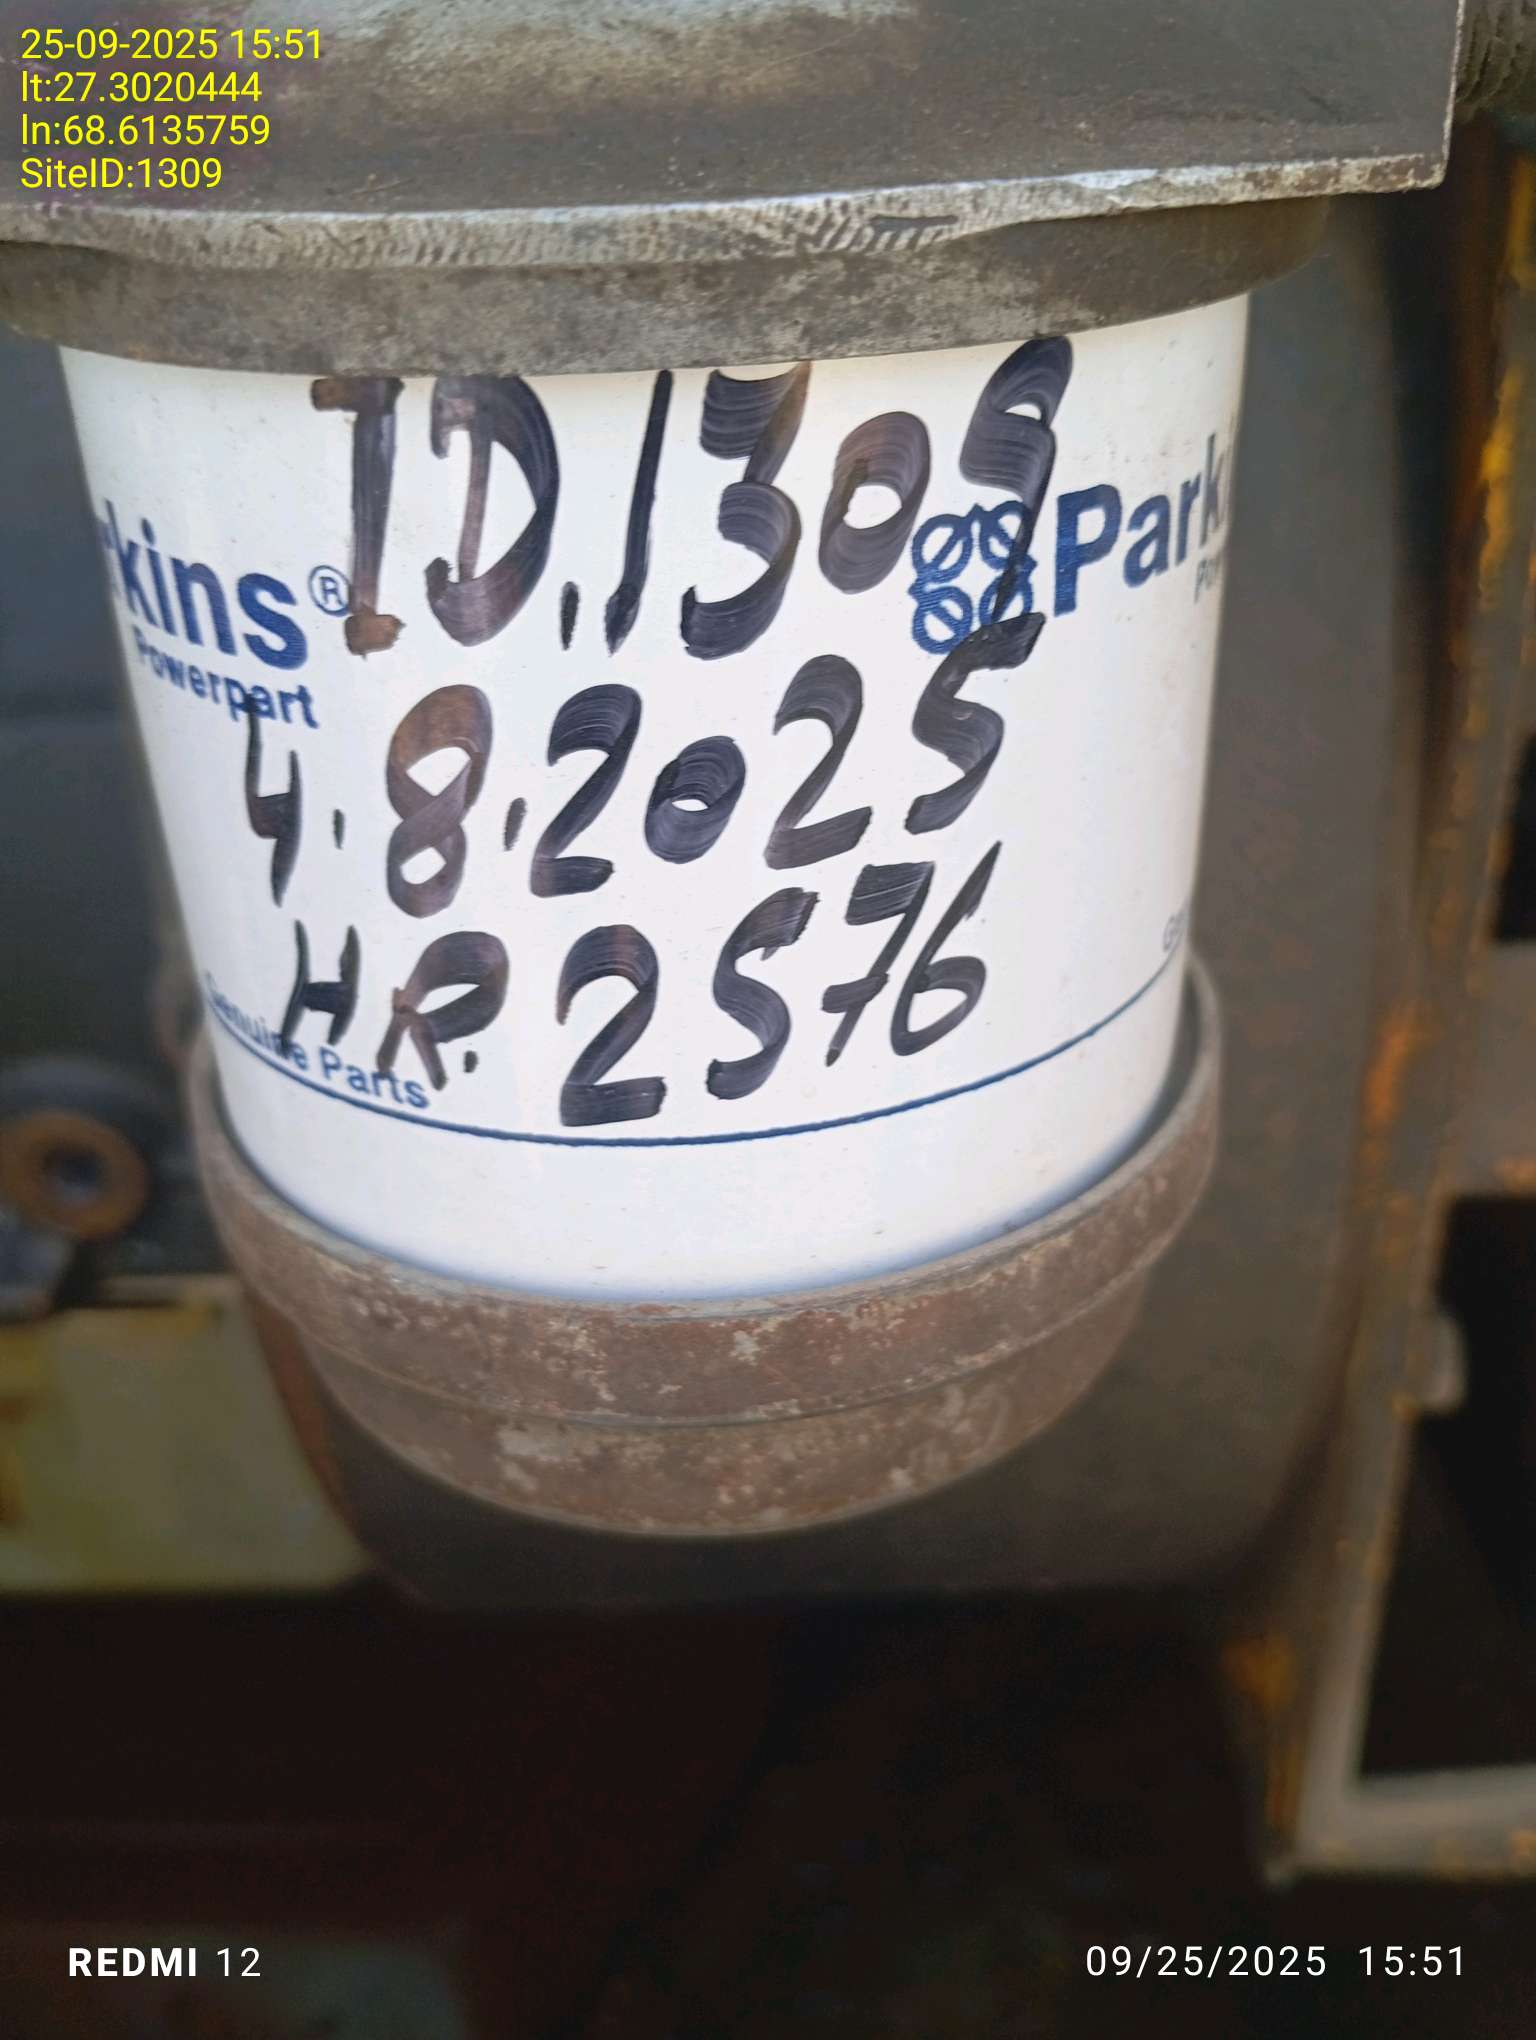 25-09-2025 15:51
lt:27.3020444
ln:68.6135759
SiteID:1309
ID.1309
rkins®
Powerpart
Park
4.8.2025
HR.2576
Genuine Parts
REDMI 12
09/25/2025 15:51